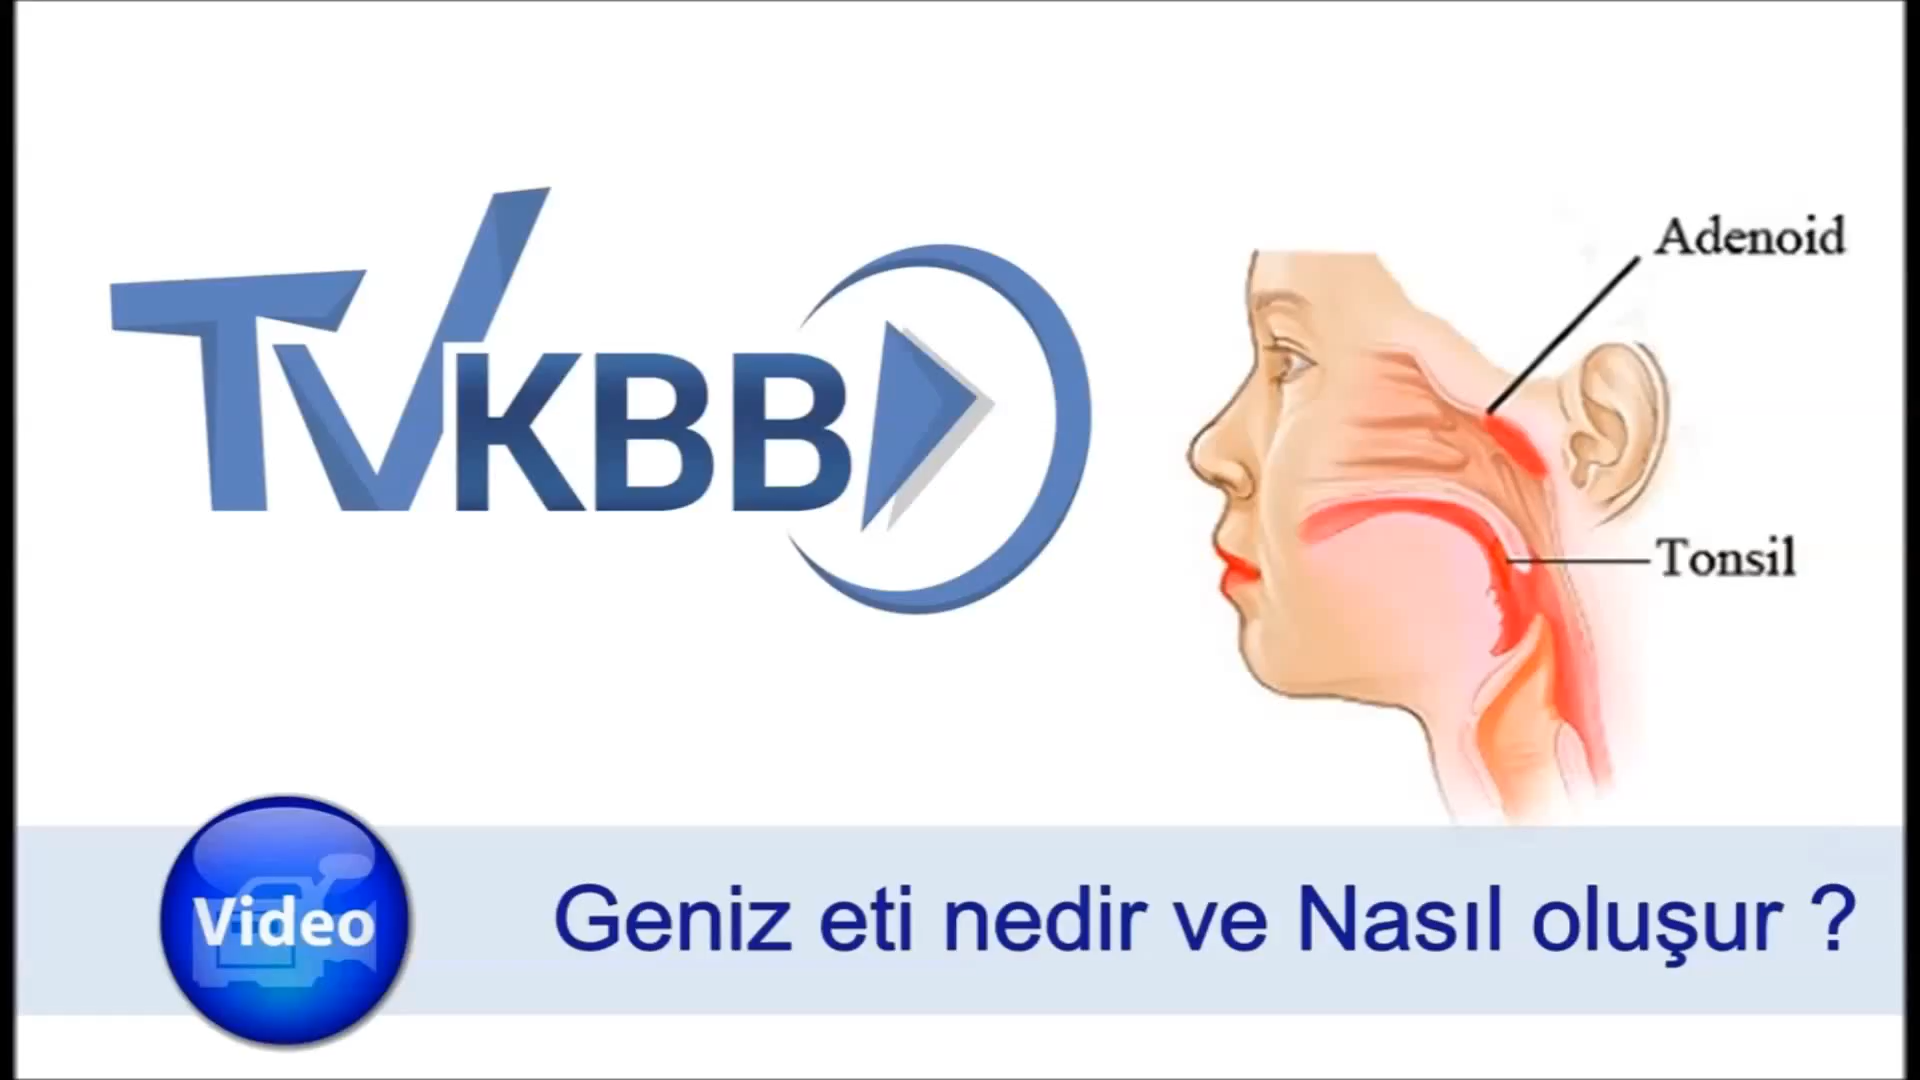 TVKBB
Adenoid
Tonsil
Video
Geniz eti nedir ve Nasıl oluşur ?